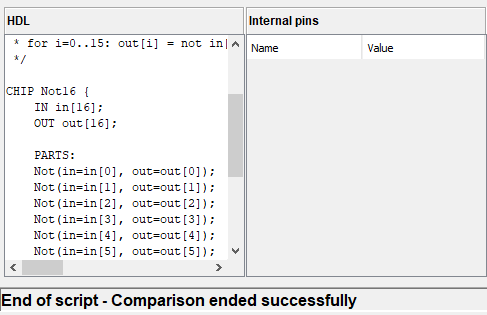 HDL
Internal pins
* for i=0..15: out[i] = not in[
*/
CHIP Not16 {
IN in[16];
OUT out[16];
PARTS:
Not(in=in[0], out=out[0]);
Not(in=in[1], out=out[1]);
Not(in=in[2], out=out[2]);
Not(in=in[3], out=out[3]);
Not(in=in[4], out=out[4]);
Not(in=in[5], out=out[5]);
Name Value
End of script - Comparison ended successfully